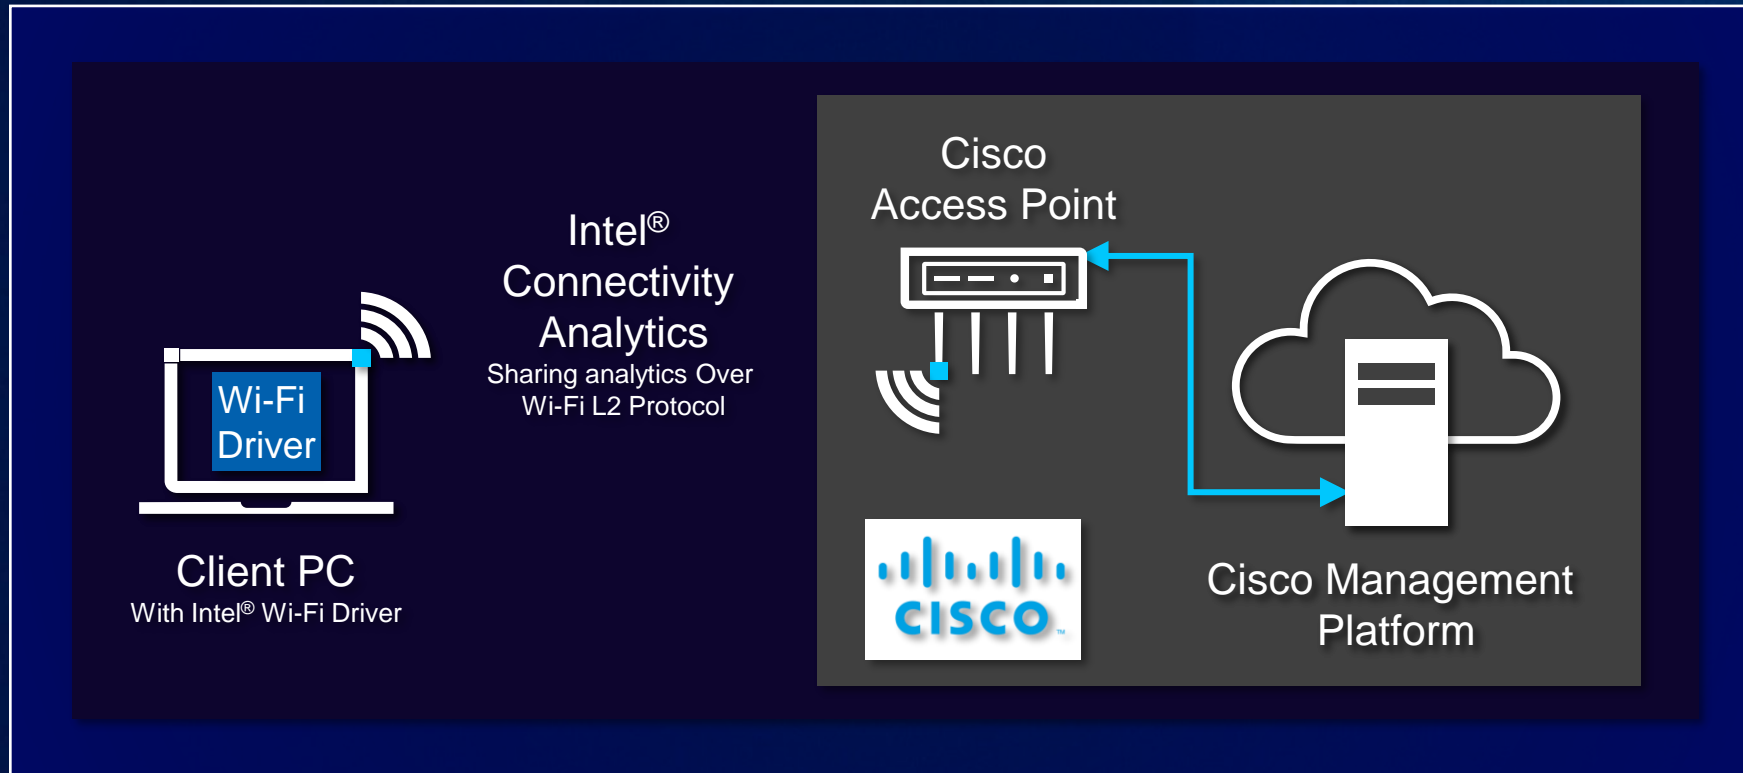 Wi-Fi
Driver
Client PC
With Intel® Wi-Fi Driver
Intel®
Connectivity
Analytics
Sharing analytics Over
Wi-Fi L2 Protocol
Cisco
Access Point
CISCO™
Cisco Management
Platform